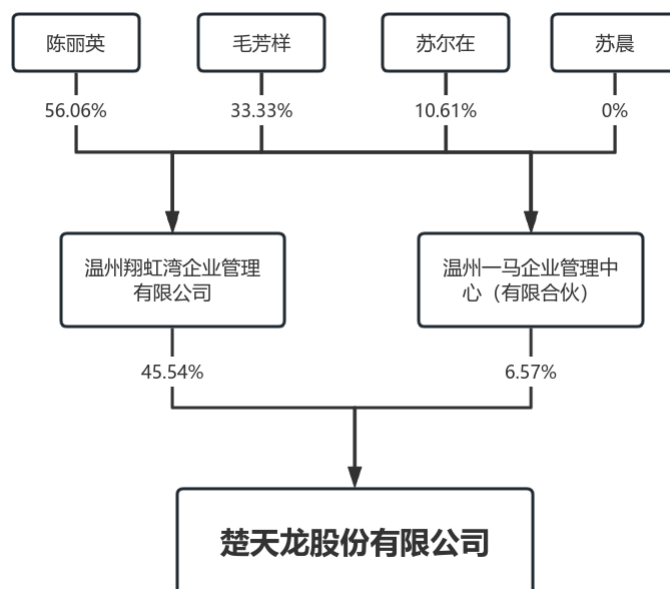 陈丽英
毛芳样
苏尔在
苏晨
56.06%
33.33%
10.61%
0%
温州翔虹湾企业管理
有限公司
温州一马企业管理中
心（有限合伙）
45.54%
6.57%
楚天龙股份有限公司